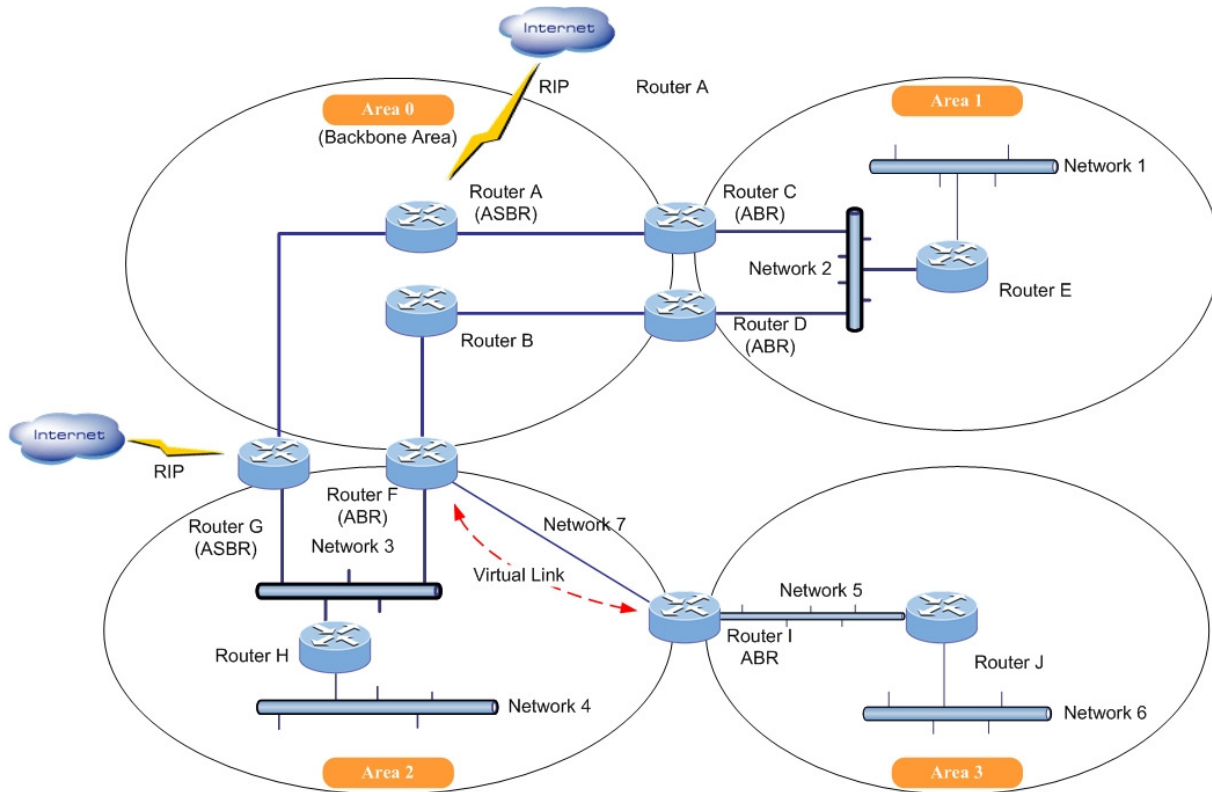 Internet
RIP
Router A
Area 0
(Backbone Area)
Area 1
Network 1
Router A
(ASBR)
Router C
(ABR)
Network 2
Router E
Router B
Router D
(ABR)
Internet
RIP
Router G
(ASBR)
Router F
(ABR)
Network 3
Network 7
Virtual Link
Network 5
Router I
ABR
Router J
Router H
Network 4
Network 6
Area 2
Area 3